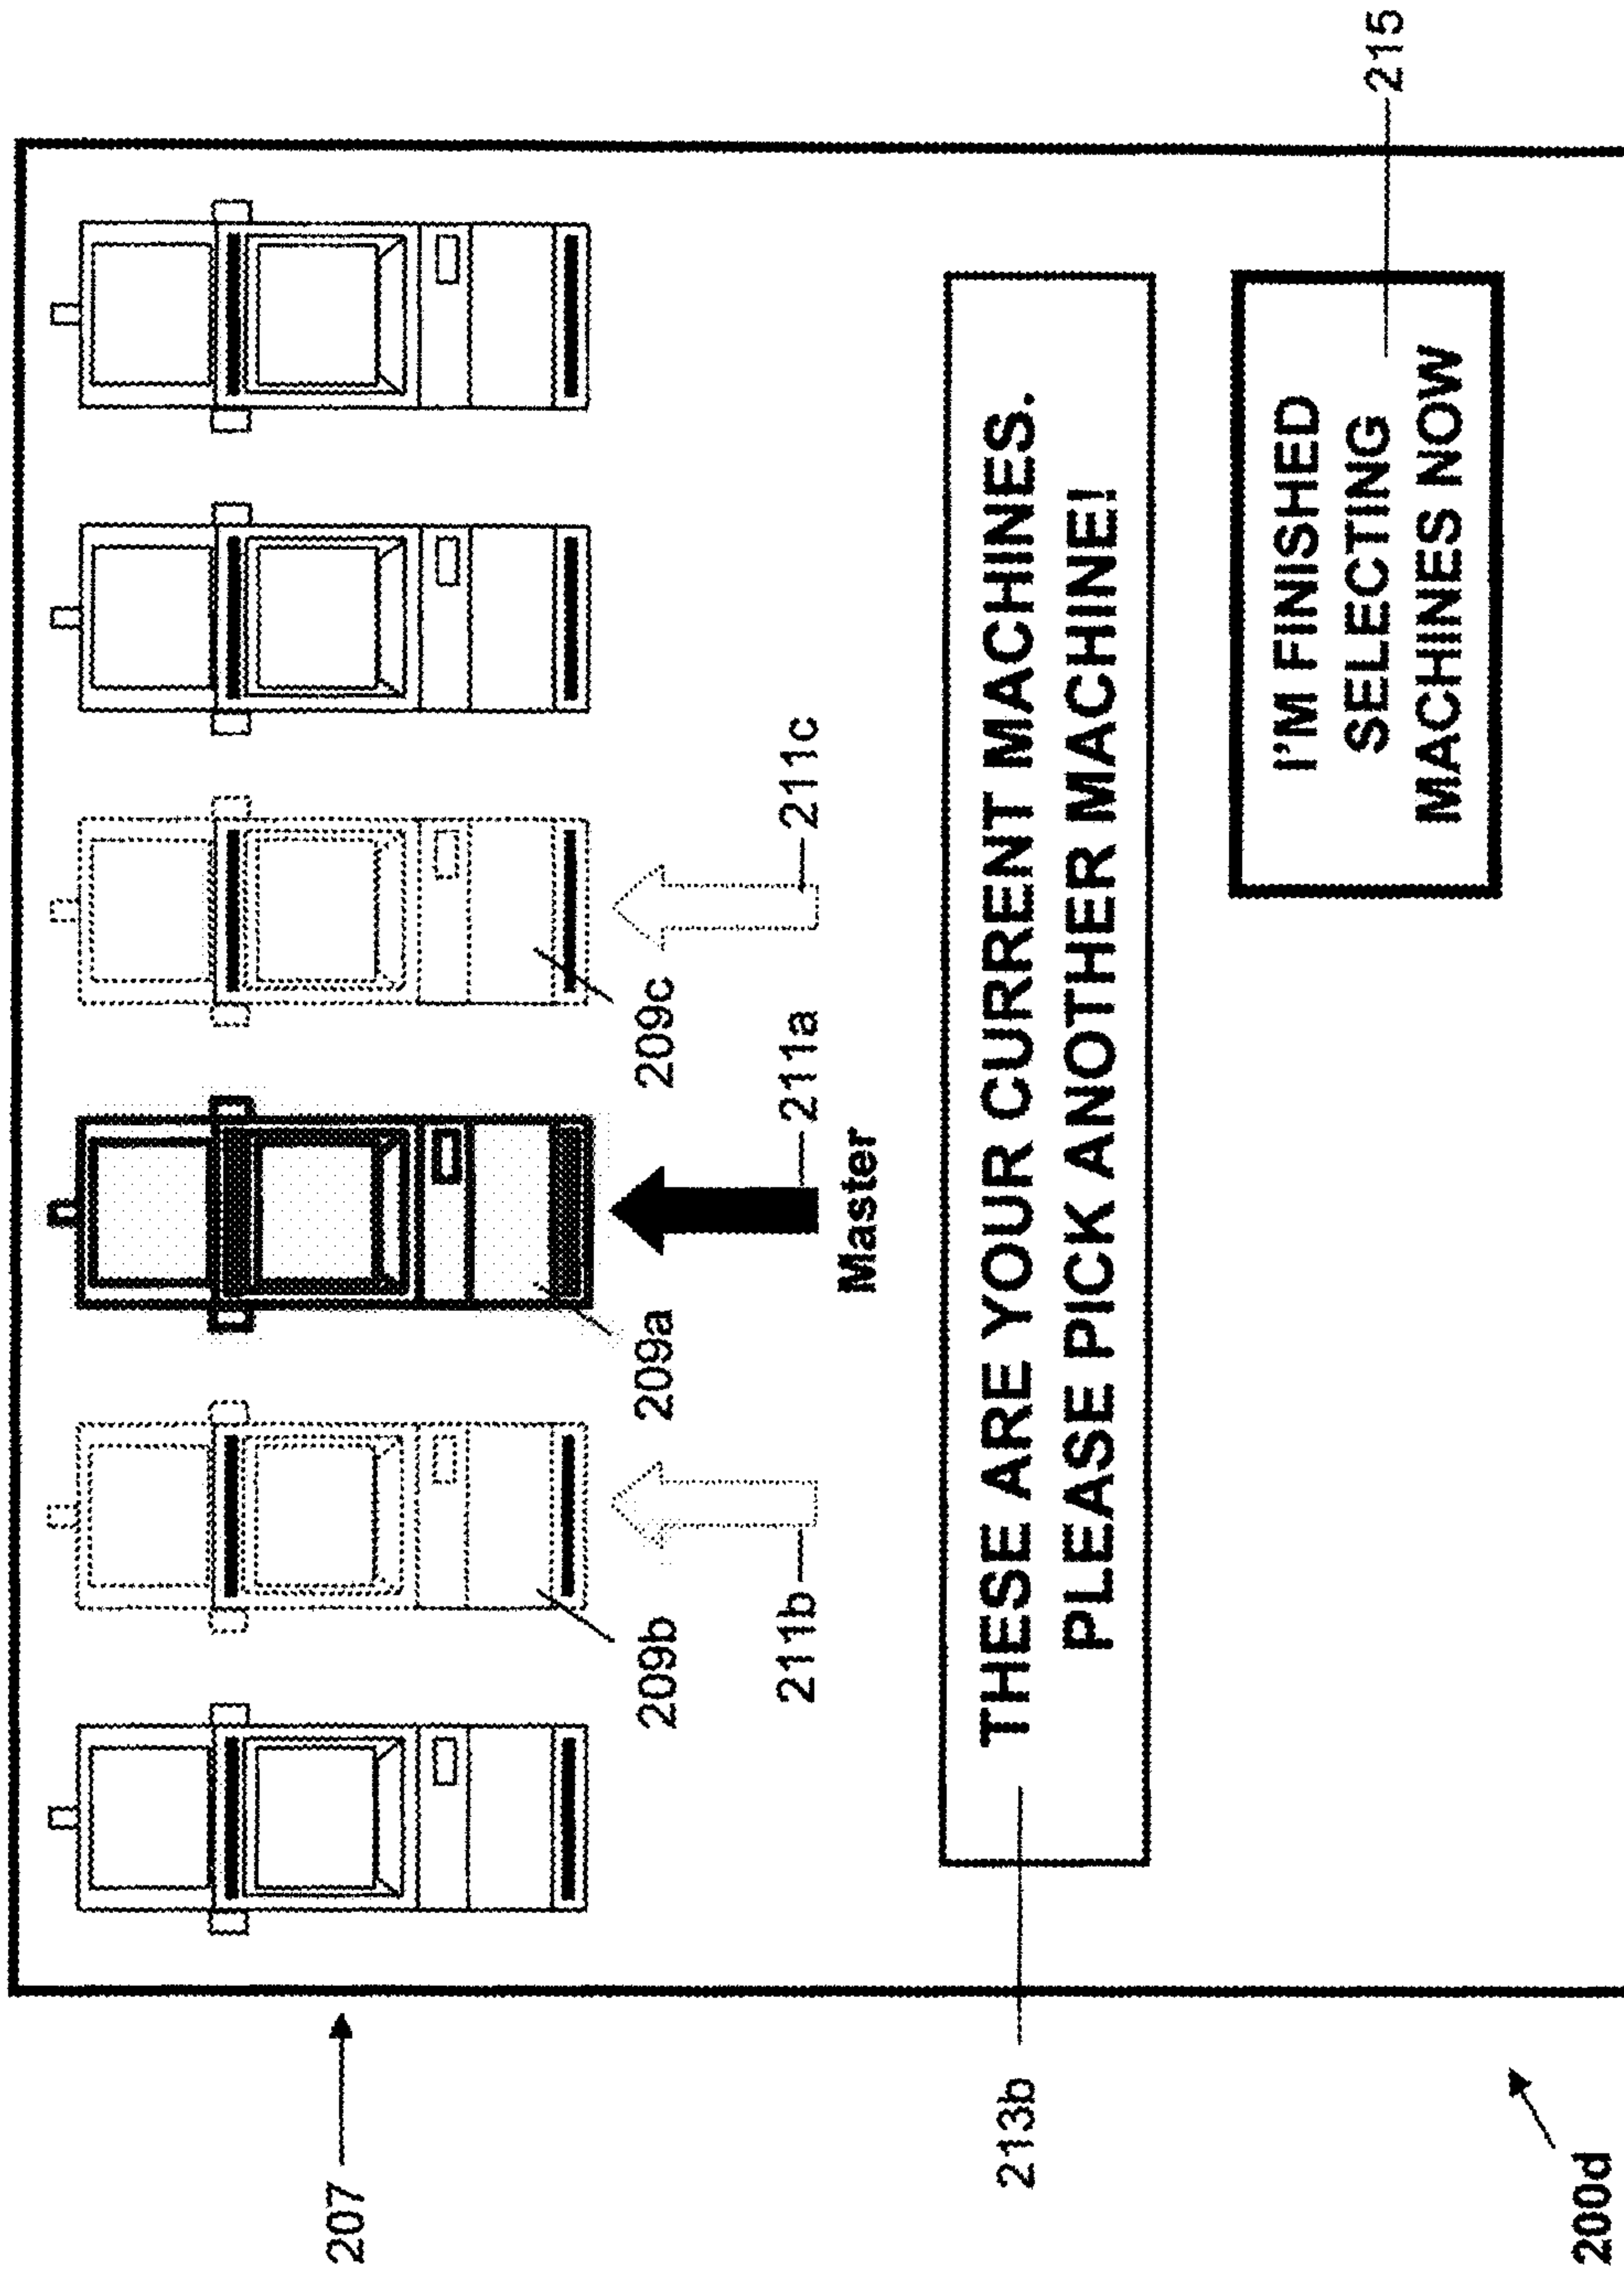 207
209b
209a
209c
211b
211a
211c
Master
213b
THESE ARE YOUR CURRENT MACHINES.
PLEASE PICK ANOTHER MACHINE!
I'M FINISHED
SELECTING
MACHINES NOW
215
200d